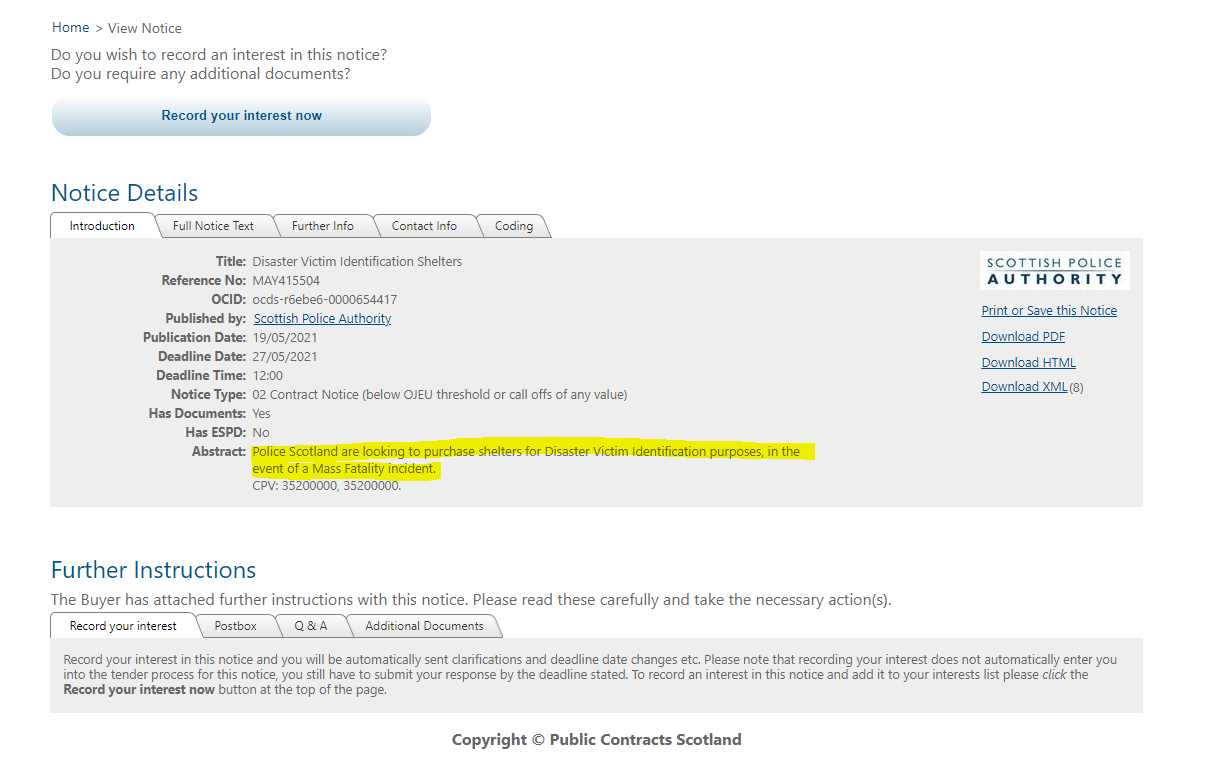 Home > View Notice
Do you wish to record an interest in this notice?
Do you require any additional documents?
Record your interest now
Notice Details
Introduction Full Notice Text Further Info Contact Info Coding
Title: Disaster Victim Identification Shelters
Reference No: MAY415504
OCID: ocds-r6ebe6-0000654417
Published by: Scottish Police Authority
Publication Date: 19/05/2021
Deadline Date: 27/05/2021
Deadline Time: 12:00
Notice Type: 02 Contract Notice (below OJEU threshold or call offs of any value)
Has Documents: Yes
Has ESPD: No
Abstract: Police Scotland are looking to purchase shelters for Disaster Victim Identification purposes, in the
event of a Mass Fatality incident.
CPV: 35200000, 35200000.
SCOTTISH POLICE
AUTHORITY
Print or Save this Notice
Download PDF
Download HTML
Download XML(8)
Further Instructions
The Buyer has attached further instructions with this notice. Please read these carefully and take the necessary action(s).
Record your interest Postbox Q & A Additional Documents
Record your interest in this notice and you will be automatically sent clarifications and deadline date changes etc. Please note that recording your interest does not automatically enter you
into the tender process for this notice, you still have to submit your response by the deadline stated. To record an interest in this notice and add it to your interests list please click the
Record your interest now button at the top of the page.
Copyright © Public Contracts Scotland